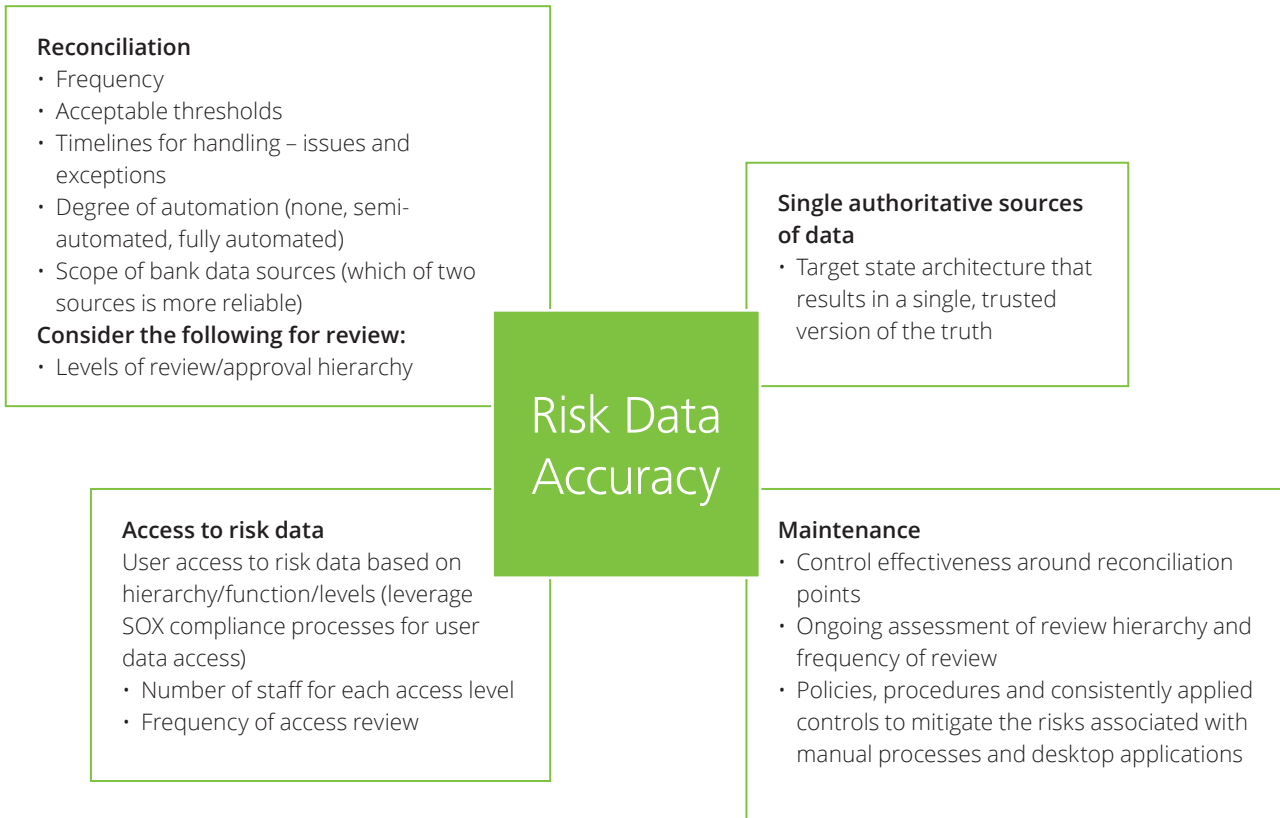 Reconciliation
• Frequency
• Acceptable thresholds
• Timelines for handling – issues and
exceptions
• Degree of automation (none, semi-
automated, fully automated)
• Scope of bank data sources (which of two
sources is more reliable)
Consider the following for review:
• Levels of review/approval hierarchy
Single authoritative sources
of data
• Target state architecture that
results in a single, trusted
version of the truth
Risk Data
Accuracy
Access to risk data
User access to risk data based on
hierarchy/function/levels (leverage
SOX compliance processes for user
data access)
• Number of staff for each access level
• Frequency of access review
Maintenance
• Control effectiveness around reconciliation
points
• Ongoing assessment of review hierarchy and
frequency of review
• Policies, procedures and consistently applied
controls to mitigate the risks associated with
manual processes and desktop applications